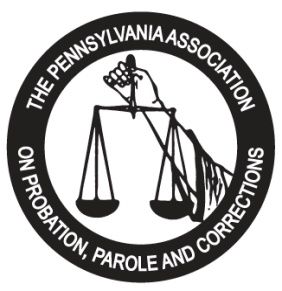 THE PENNSYLVANIA ASSOCIATION
ON PROBATION, PAROLE AND CORRECTIONS